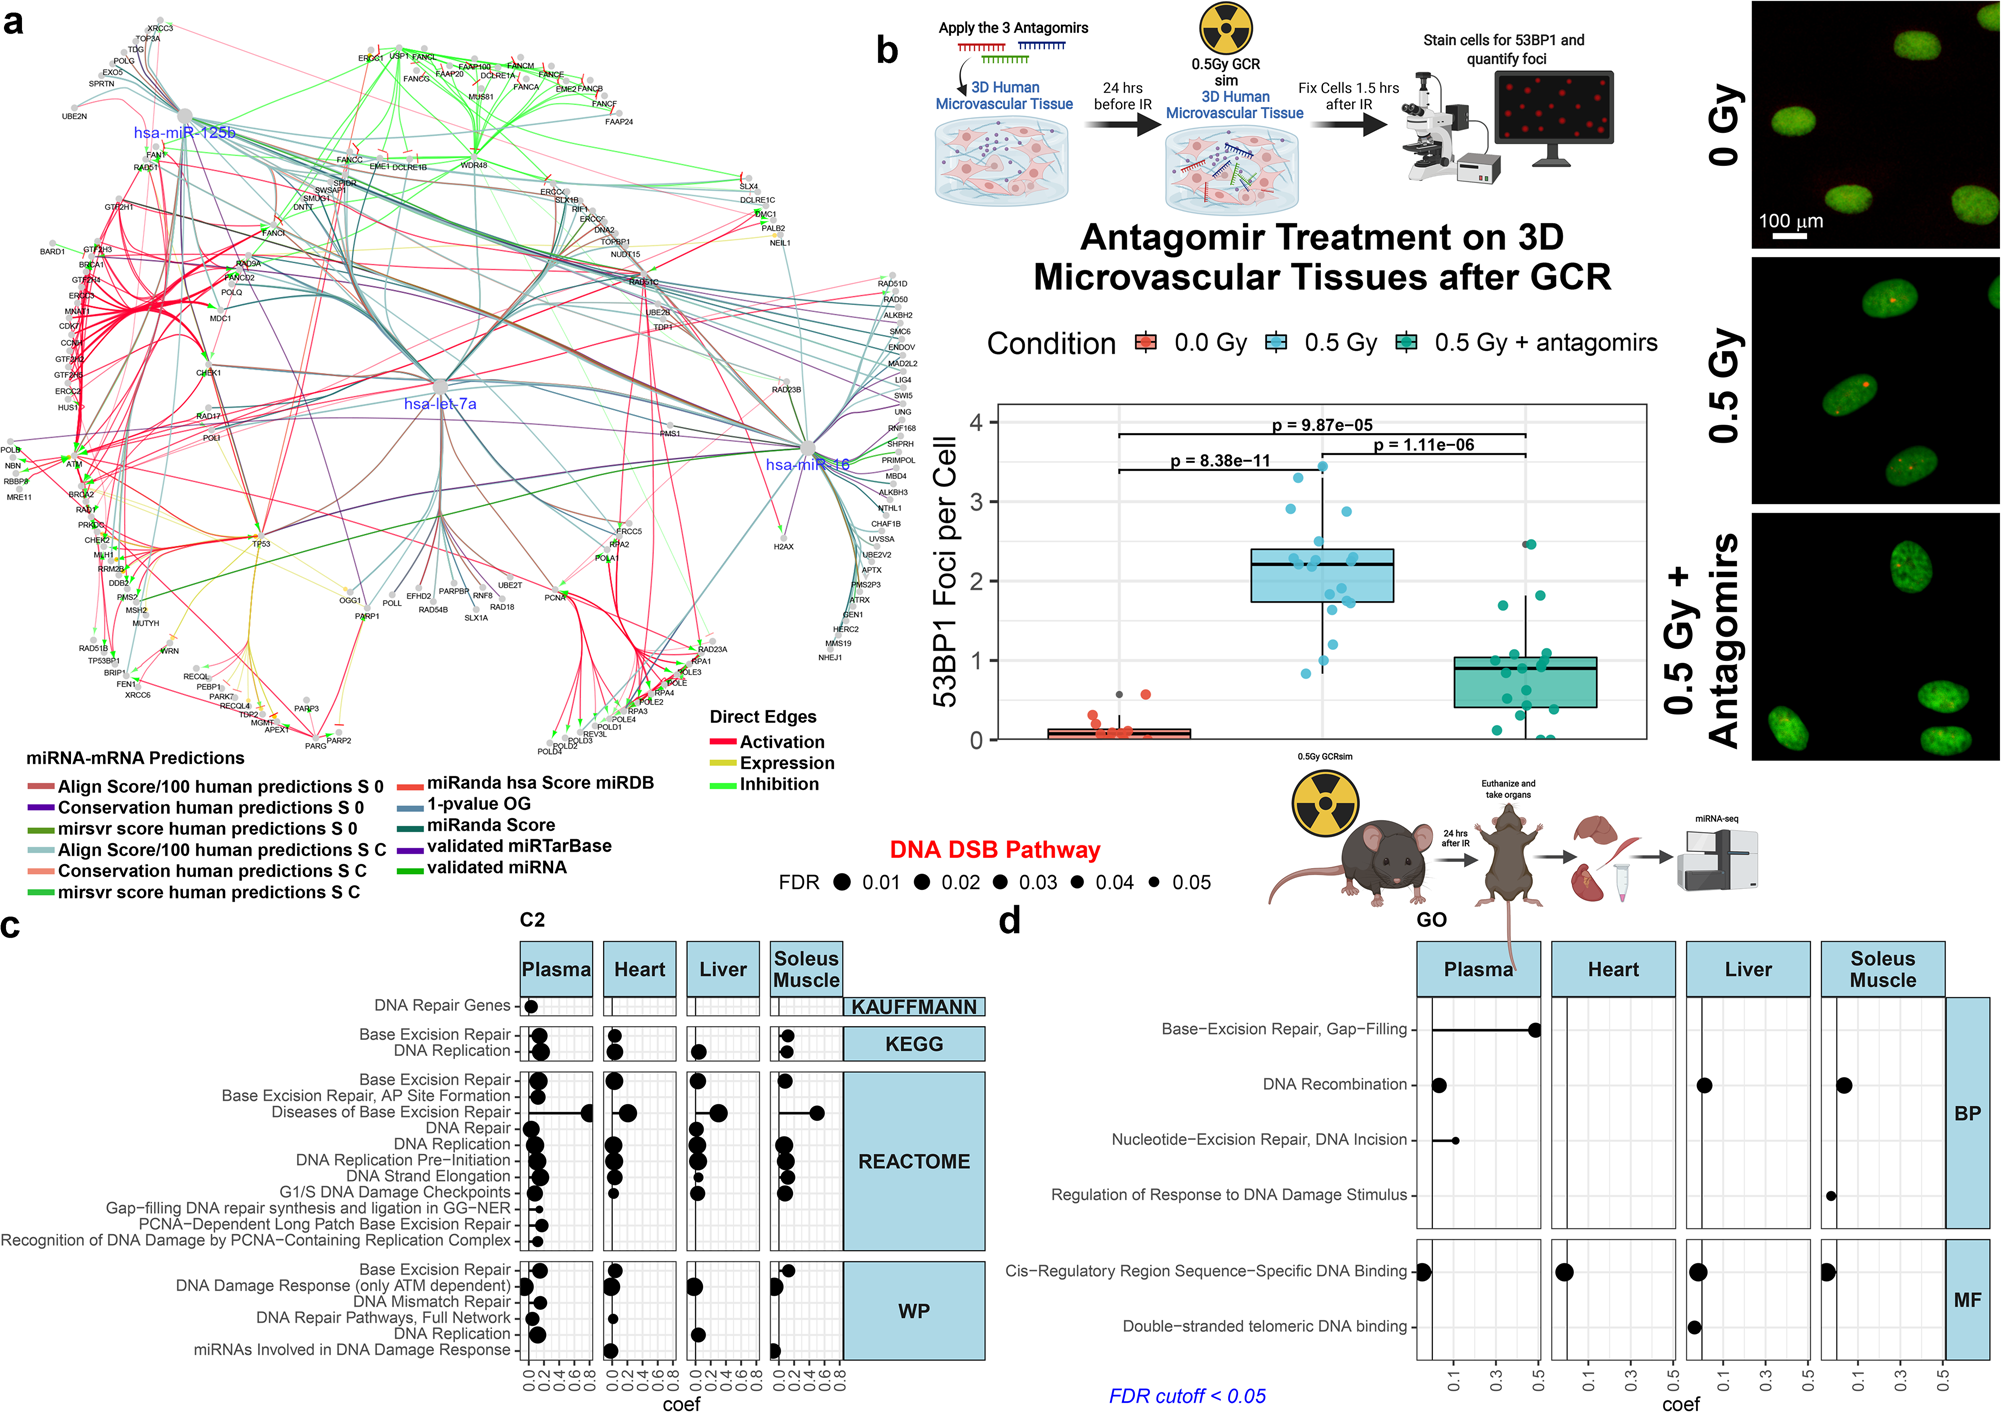 a
XRCC3
TOP3A
TDG
POLG
EXO5
SPRTN
UBE2N
hsa-miR-125b
ERCC1
USP1
FANCL
FANCG
FAAP20
FAAP100
DCLRE1A
FANCM
FANCA
FANCE
EME2
FANCB
FANCF
FAAP24
MUS81
FAN1
RAD51
FANCC
EME1
DCLRE1B
WDR48
SPIDR
SWSAP1
SMUG1
DNTT
SLX1B
RIF1
DNA2
TOPBP1
NUDT15
SLX4
DCLRE1C
DMC1
PALB2
NEIL1
GTF2H1
FANCI
BARD1
GTF2H3
BRCA1
GTF2H4
ERCC3
MNAT1
CDK7
CCNH
GTF2H2
GTF2H5
ERCC2
HUS1
RAD9A
FANCD2
POLQ
MDC1
RAD51C
UBE2B
TDP1
CHEK1
RAD17
POLI
hsa-let-7a
RAD23B
PMS1
hsa-miR-16
RAD51D
RAD50
ALKBH2
SMC6
ENDOV
MAD2L2
LIG4
SWI5
UNG
RNF168
SHPRH
PRIMPOL
MBD4
ALKBH3
NTHL1
CHAF1B
UVSSA
UBE2V2
APTX
PMS2P3
ATRX
GEN1
HERC2
MMS19
NHEJ1
POLB
NBN
RBBP8
MRE11
ATM
BRCA2
RAD1
PRKDC
CHEK2
MLH1
RRM2B
DDB2
PMS2
MSH2
MUTYH
TP53
H2AX
ERCC5
RPA2
POLA1
PCNA
OGG1
PARP1
POLL
EFHD2
RAD54B
PARPBP
SLX1A
RNF8
RAD18
UBE2T
RAD51B
TP53BP1
BRIP1
FEN1
XRCC6
WRN
RECQL
PEBP1
PARK7
RECQL4
TDP2
MGMT
APEX1
PARP3
PARG
PARP2
RAD23A
RPA1
POLE3
POLE
RPA4
POLE2
RPA3
POLE4
POLD1
REV3L
POLD3
POLD2
POLD4
miRNA-mRNA Predictions
Align Score/100 human predictions S 0
Conservation human predictions S 0
mirsvr score human predictions S 0
Align Score/100 human predictions S C
Conservation human predictions S C
mirsvr score human predictions S C
miRanda hsa Score miRDB
1-pvalue OG
miRanda Score
validated miRTarBase
validated miRNA
Direct Edges
Activation
Expression
Inhibition
b
Apply the 3 Antagomirs
3D Human
Microvascular Tissue
24 hrs
before IR
0.5Gy GCR
sim
3D Human
Microvascular Tissue
Fix Cells 1.5 hrs
after IR
Stain cells for 53BP1 and
quantify foci
Antagomir Treatment on 3D
Microvascular Tissues after GCR
Condition 0.0 Gy 0.5 Gy 0.5 Gy + antagomirs
53BP1 Foci per Cell
4
3
2
1
0
p = 9.87e−05
p = 1.11e−06
p = 8.38e−11
0 Gy
100 µm
0.5 Gy
0.5 Gy +
Antagomirs
0.5Gy GCRsim
24 hrs
after IR
Euthanize and
take organs
miRNA-seq
DNA DSB Pathway
FDR 0.01 0.02 0.03 0.04 0.05
c
C2
Plasma Heart Liver Soleus
Muscle
DNA Repair Genes
KAUFFMANN
Base Excision Repair
DNA Replication
KEGG
Base Excision Repair
Base Excision Repair, AP Site Formation
Diseases of Base Excision Repair
DNA Repair
DNA Replication
DNA Replication Pre−Initiation
DNA Strand Elongation
G1/S DNA Damage Checkpoints
Gap−filling DNA repair synthesis and ligation in GG−NER
PCNA−Dependent Long Patch Base Excision Repair
Recognition of DNA Damage by PCNA−Containing Replication Complex
REACTOME
Base Excision Repair
DNA Damage Response (only ATM dependent)
DNA Mismatch Repair
DNA Repair Pathways, Full Network
DNA Replication
miRNAs Involved in DNA Damage Response
WP
0.0 0.2 0.4 0.6 0.8 0.0 0.2 0.4 0.6 0.8 0.0 0.2 0.4 0.6 0.8 0.0 0.2 0.4 0.6 0.8
coef
d
GO
Plasma Heart Liver Soleus
Muscle
Base−Excision Repair, Gap−Filling
DNA Recombination
Nucleotide−Excision Repair, DNA Incision
Regulation of Response to DNA Damage Stimulus
BP
Cis−Regulatory Region Sequence−Specific DNA Binding
Double−stranded telomeric DNA binding
MF
0.1 0.3 0.5 0.1 0.3 0.5 0.1 0.3 0.5 0.1 0.3 0.5
coef
FDR cutoff < 0.05